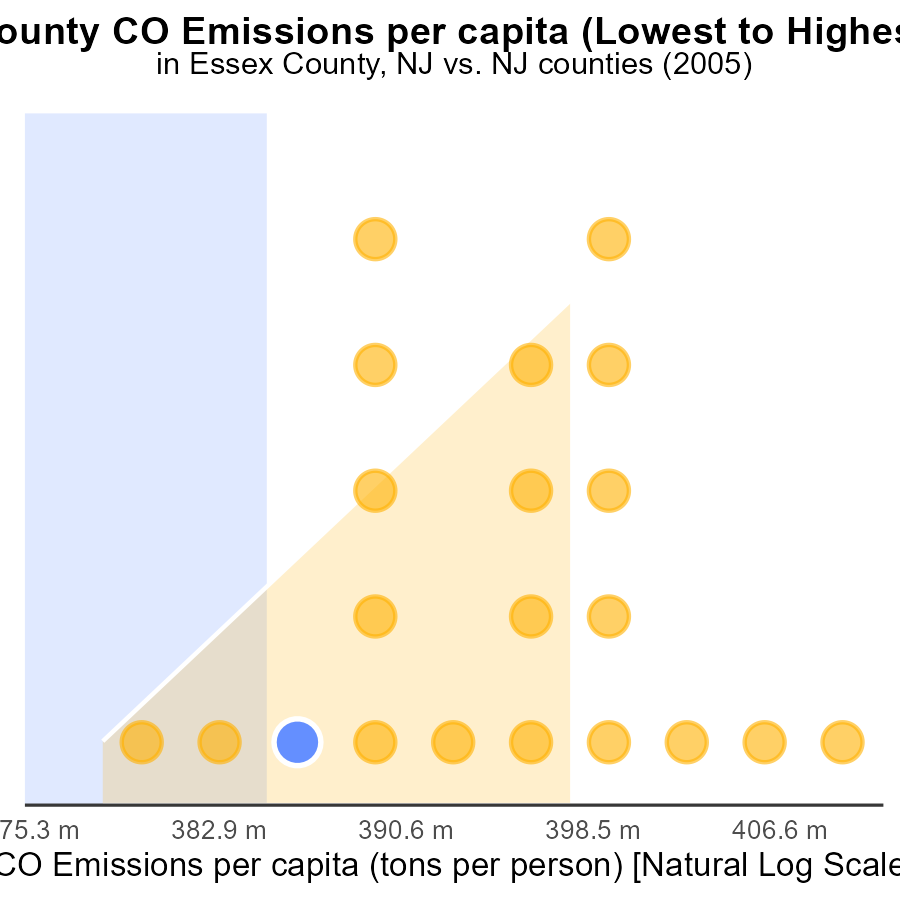 ounty CO Emissions per capita (Lowest to Highes
in Essex County, NJ vs. NJ counties (2005)
75.3 m 382.9 m 390.6 m 398.5 m 406.6 m
CO Emissions per capita (tons per person) [Natural Log Scale